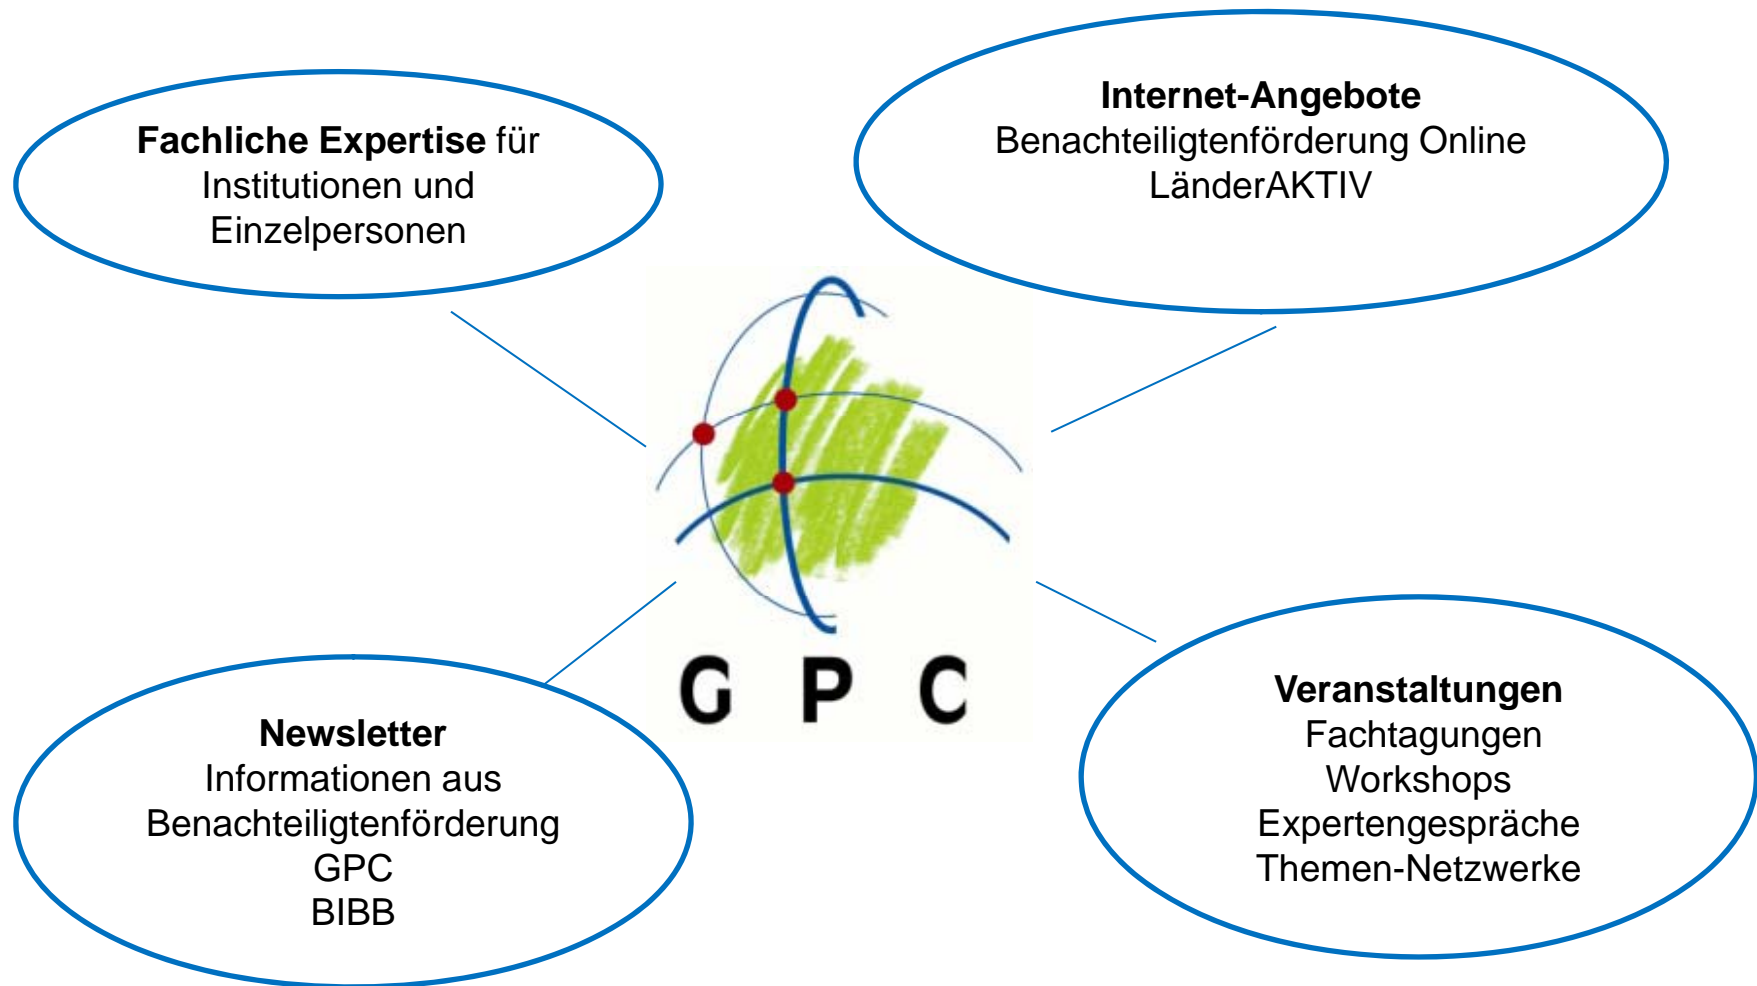 Fachliche Expertise für
Institutionen und
Einzelpersonen
Internet-Angebote
Benachteiligtenförderung Online
LänderAKTIV
G P C
Newsletter
Informationen aus
Benachteiligtenförderung
GPC
BIBB
Veranstaltungen
Fachtagungen
Workshops
Expertengespräche
Themen-Netzwerke